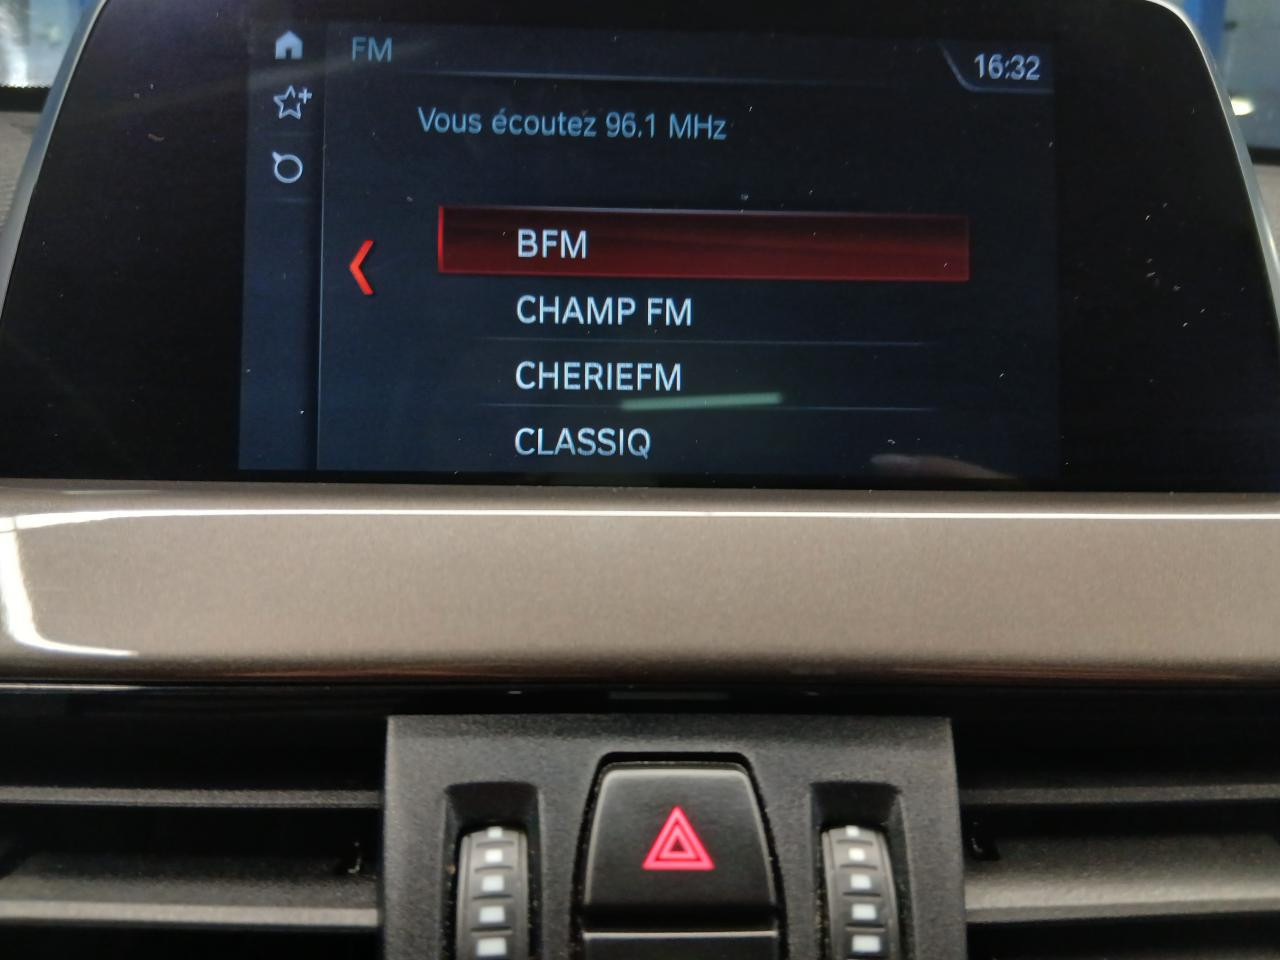 FM
16:32
Vous écoutez 96.1 MHz
BFM
CHAMP FM
CHERIEFM
CLASSIQ